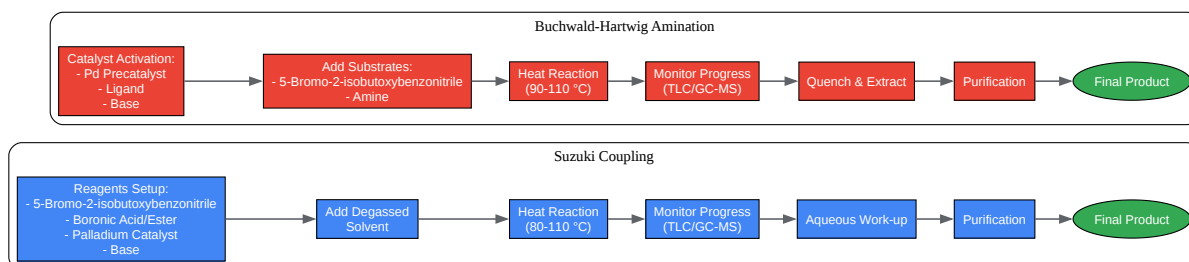 Buchwald-Hartwig Amination
Catalyst Activation:
- Pd Precatalyst
- Ligand
- Base
Add Substrates:
- 5-Bromo-2-isobutoxybenzonitrile
- Amine
Heat Reaction
(90-110 °C)
Monitor Progress
(TLC/GC-MS)
Quench & Extract
Purification
Final Product
Suzuki Coupling
Reagents Setup:
- 5-Bromo-2-isobutoxybenzonitrile
- Boronic Acid/Ester
- Palladium Catalyst
- Base
Add Degassed
Solvent
Heat Reaction
(80-110 °C)
Monitor Progress
(TLC/GC-MS)
Aqueous Work-up
Purification
Final Product